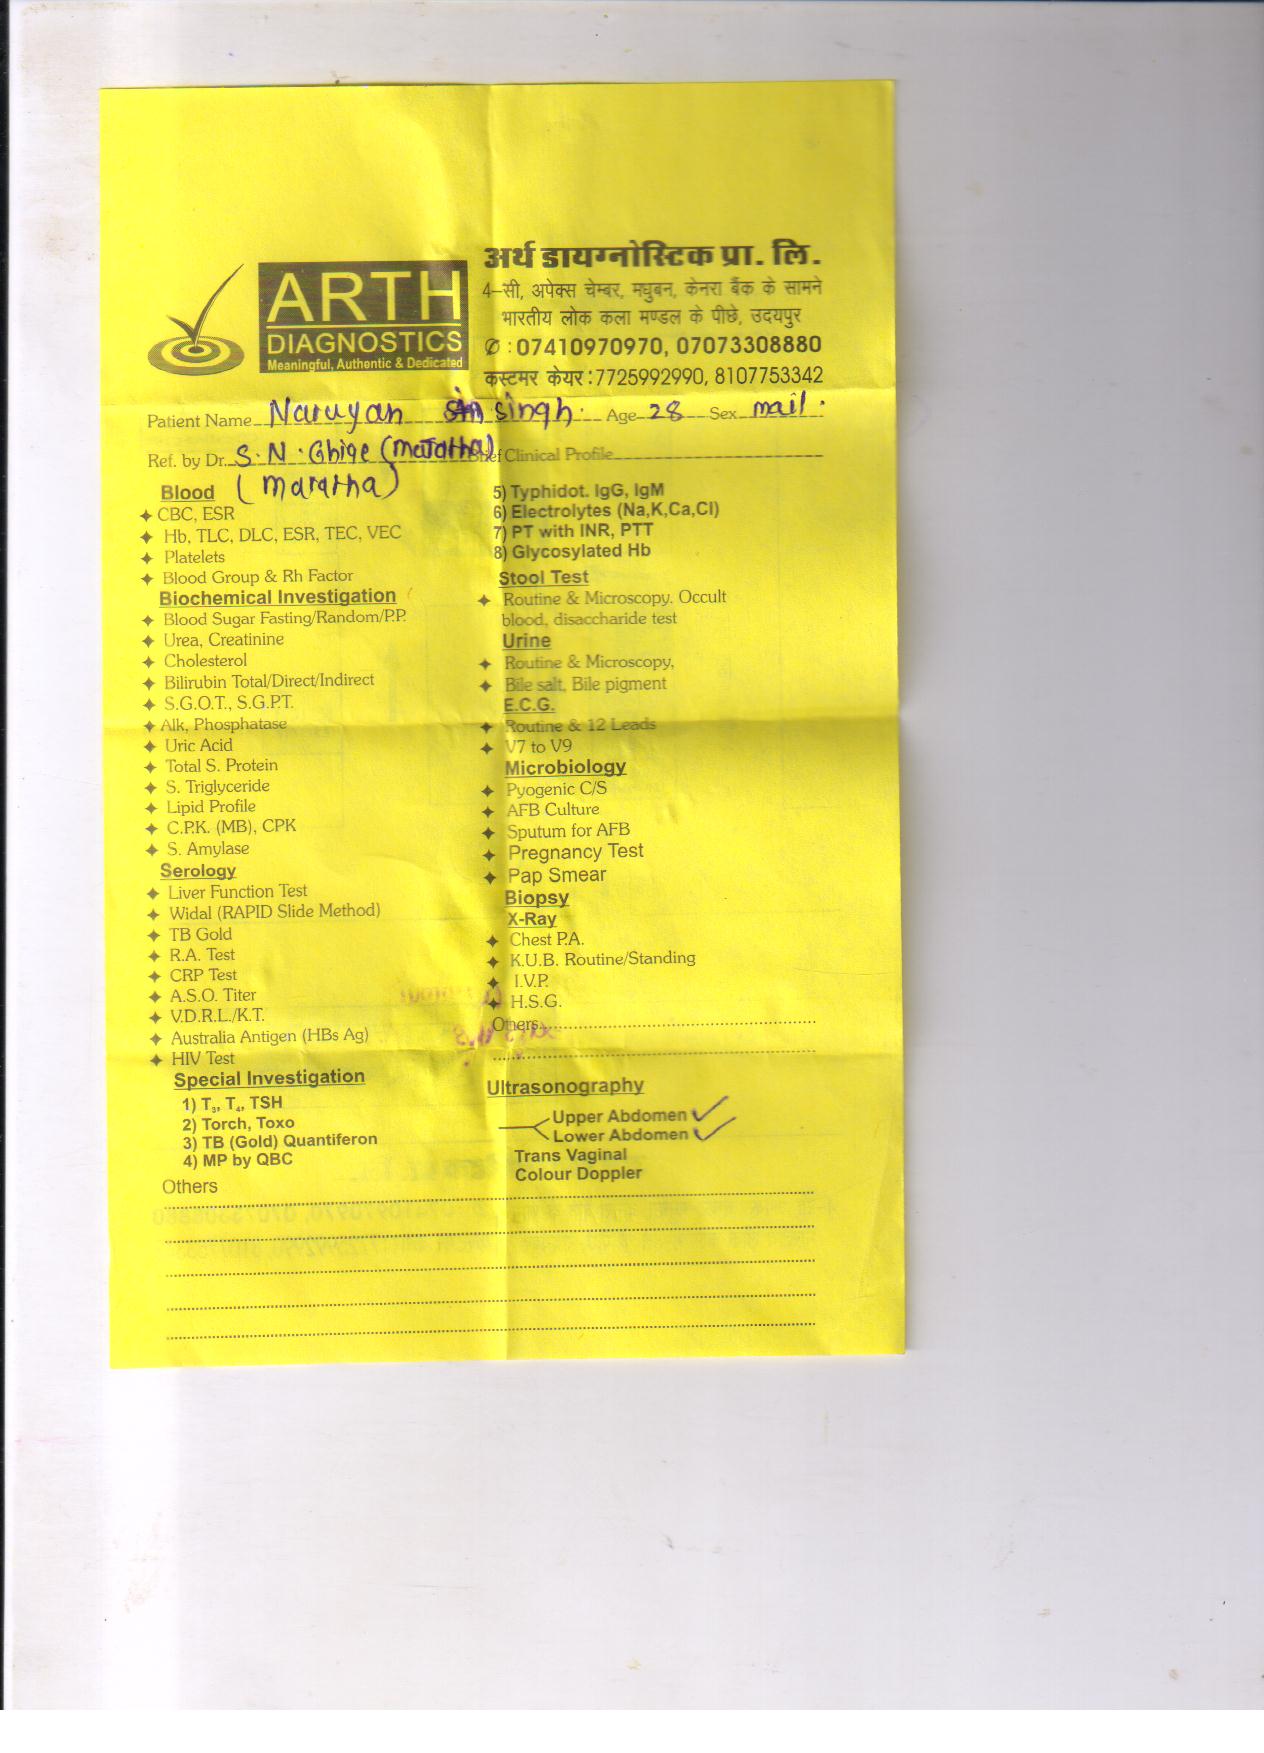 अर्थ डायग्नोस्टिक प्रा. लि.
ARTH
DIAGNOSTICS
Meaningful, Authentic & Dedicated
4–सी, अपेक्स चेम्बर, मधुबन, केनरा बैंक के सामने
भारतीय लोक कला मण्डल के पीछे, उदयपुर
✆ : 07410970970, 07073308880
कस्टमर केयर : 7725992990, 8107753342
Patient Name Narayan singh. Age 28 Sex mail.
Ref. by Dr. S.N. Ghige (maratha) Brief Clinical Profile
(maratha)
Blood
CBC, ESR
Hb, TLC, DLC, ESR, TEC, VEC
Platelets
Blood Group & Rh Factor
Biochemical Investigation
Blood Sugar Fasting/Random/P.P.
Urea, Creatinine
Cholesterol
Bilirubin Total/Direct/Indirect
S.G.O.T., S.G.P.T.
Alk, Phosphatase
Uric Acid
Total S. Protein
S. Triglyceride
Lipid Profile
C.P.K. (MB), CPK
S. Amylase
Serology
Liver Function Test
Widal (RAPID Slide Method)
TB Gold
R.A. Test
CRP Test
A.S.O. Titer
V.D.R.L./K.T.
Australia Antigen (HBs Ag)
HIV Test
Special Investigation
1) T₃, T₄, TSH
2) Torch, Toxo
3) TB (Gold) Quantiferon
4) MP by QBC
5) Typhidot. IgG, IgM
6) Electrolytes (Na,K,Ca,Cl)
7) PT with INR, PTT
8) Glycosylated Hb
Stool Test
Routine & Microscopy. Occult
blood, disaccharide test
Urine
Routine & Microscopy,
Bile salt, Bile pigment
E.C.G.
Routine & 12 Leads
V7 to V9
Microbiology
Pyogenic C/S
AFB Culture
Sputum for AFB
Pregnancy Test
Pap Smear
Biopsy
X-Ray
Chest P.A.
K.U.B. Routine/Standing
I.V.P.
H.S.G.
Others
Ultrasonography
Upper Abdomen ✓
Lower Abdomen ✓
Trans Vaginal
Colour Doppler
Others